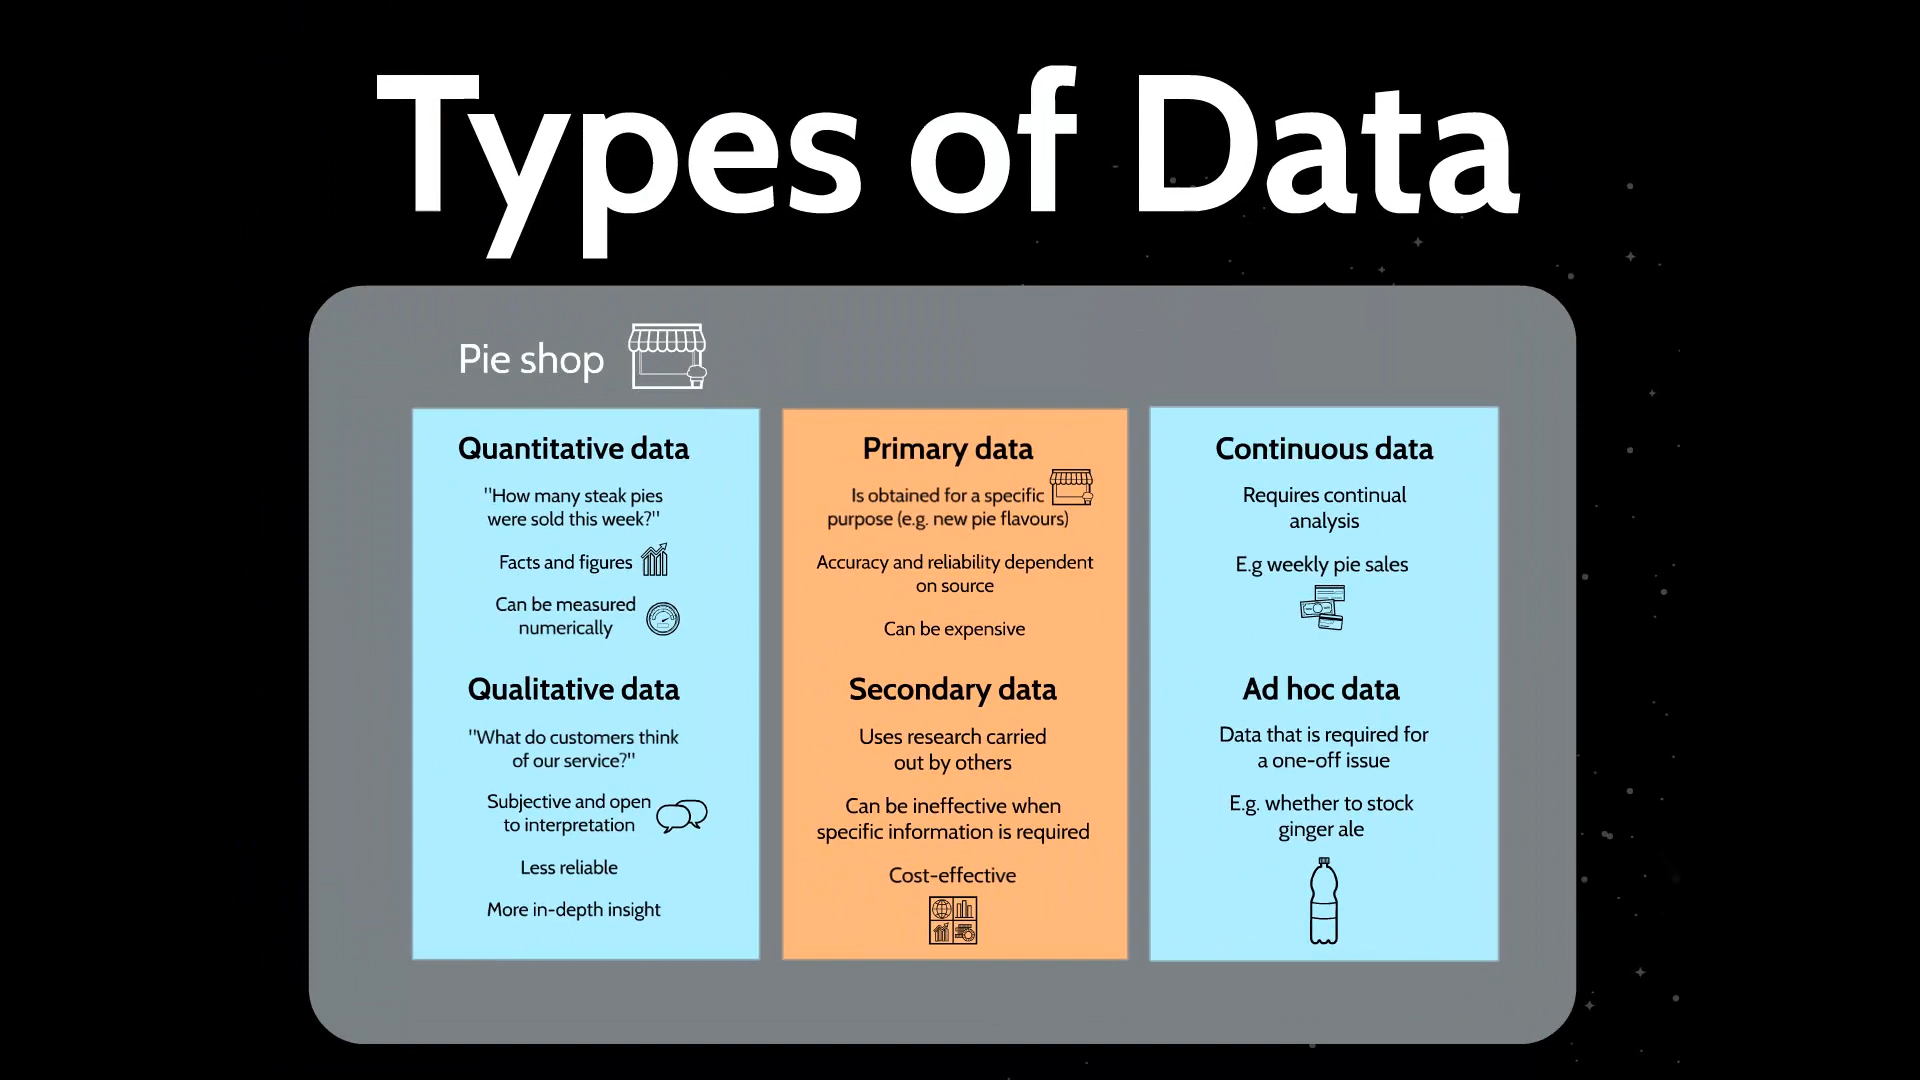 Types of Data
Pie shop
Quantitative data
"How many steak pies
were sold this week?"
Facts and figures
Can be measured
numerically
Qualitative data
"What do customers think
of our service?"
Subjective and open
to interpretation
Less reliable
More in-depth insight
Primary data
Is obtained for a specific
purpose (e.g. new pie flavours)
Accuracy and reliability dependent
on source
Can be expensive
Secondary data
Uses research carried
out by others
Can be ineffective when
specific information is required
Cost-effective
Continuous data
Requires continual
analysis
E.g weekly pie sales
Ad hoc data
Data that is required for
a one-off issue
E.g. whether to stock
ginger ale